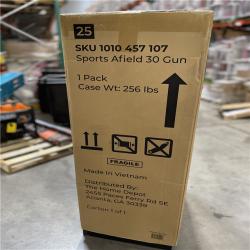 25
SKU 1010 457 107
Sports Afield 30 Gun
1 Pack
Case Wt: 256 lbs
FRAGILE
Made in Vietnam
Distributed By:
The Home Depot
2455 Paces Ferry Rd SE
Atlanta, GA 30339
Carton 1 of 1